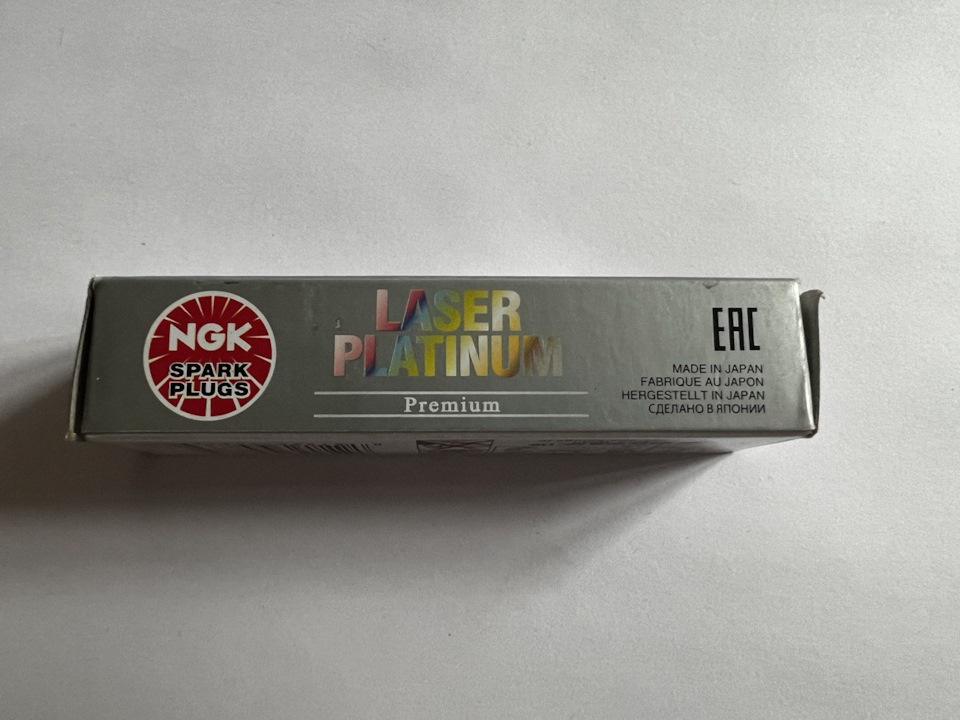 NGK
SPARK
PLUGS
LASER
PLATINUM
Premium
EAC
MADE IN JAPAN
FABRIQUE AU JAPON
HERGESTELLT IN JAPAN
СДЕЛАНО В ЯПОНИИ